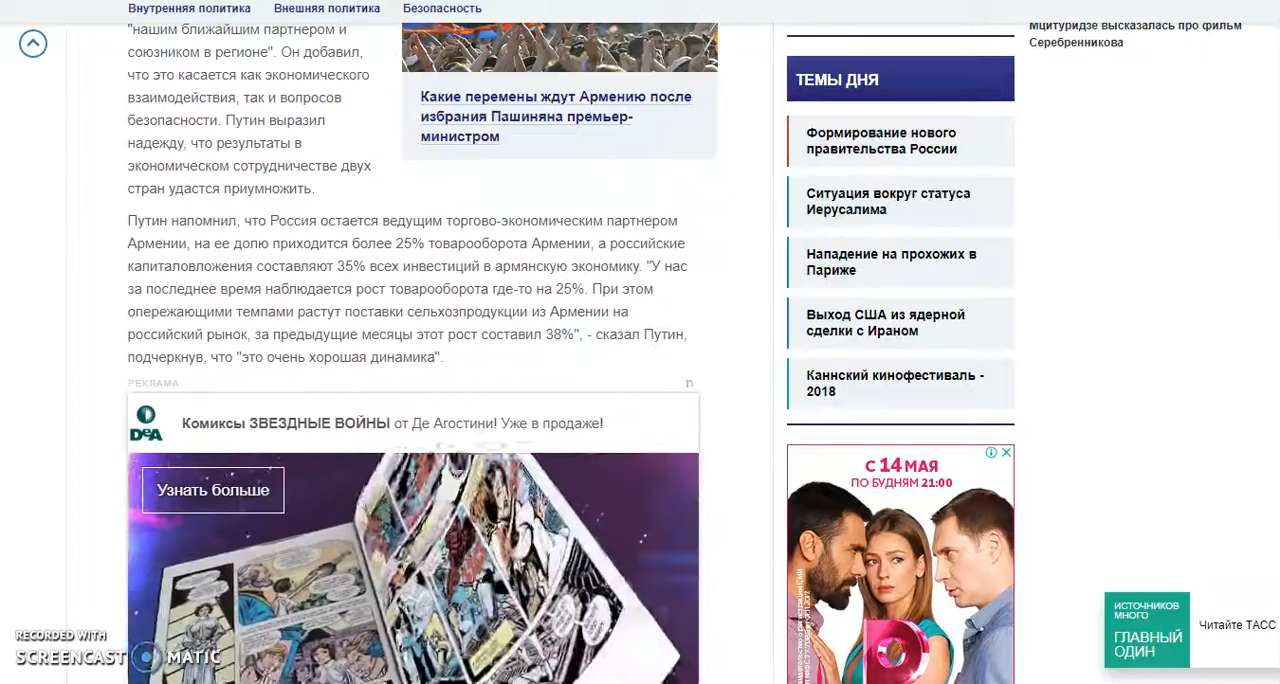 Внутренняя политика Внешняя политика Безопасность
"нашим ближайшим партнером и
союзником в регионе". Он добавил,
что это касается как экономического
взаимодействия, так и вопросов
безопасности. Путин выразил
надежду, что результаты в
экономическом сотрудничестве двух
стран удастся приумножить.
Какие перемены ждут Армению после
избрания Пашиняна премьер-
министром
Путин напомнил, что Россия остается ведущим торгово-экономическим партнером
Армении, на ее долю приходится более 25% товарооборота Армении, а российские
капиталовложения составляют 35% всех инвестиций в армянскую экономику. "У нас
за последнее время наблюдается рост товарооборота где-то на 25%. При этом
опережающими темпами растут поставки сельхозпродукции из Армении на
российский рынок, за предыдущие месяцы этот рост составил 38%", - сказал Путин,
подчеркнув, что "это очень хорошая динамика".
РЕКЛАМА
n
DeA
Комиксы ЗВЕЗДНЫЕ ВОЙНЫ от Де Агостини! Уже в продаже!
Узнать больше
RECORDED WITH
SCREENCAST MATIC
ТЕМЫ ДНЯ
Формирование нового
правительства России
Ситуация вокруг статуса
Иерусалима
Нападение на прохожих в
Париже
Выход США из ядерной
сделки с Ираном
Каннский кинофестиваль -
2018
С 14 МАЯ
ПО БУДНЯМ 21:00
Мцитуридзе высказалась про фильм
Серебренникова
ИСТОЧНИКОВ
МНОГО
ГЛАВНЫЙ
ОДИН
Читайте ТАСС